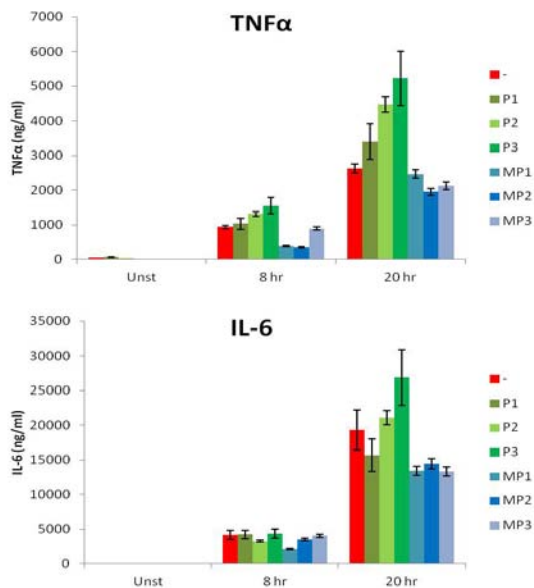 TNFα
7000
6000
5000
4000
3000
2000
1000
0
TNFα (ng/ml)
Unst 8 hr 20 hr
-
P1
P2
P3
MP1
MP2
MP3
IL-6
35000
30000
25000
20000
15000
10000
5000
0
IL-6 (ng/ml)
Unst 8 hr 20 hr
-
P1
P2
P3
MP1
MP2
MP3